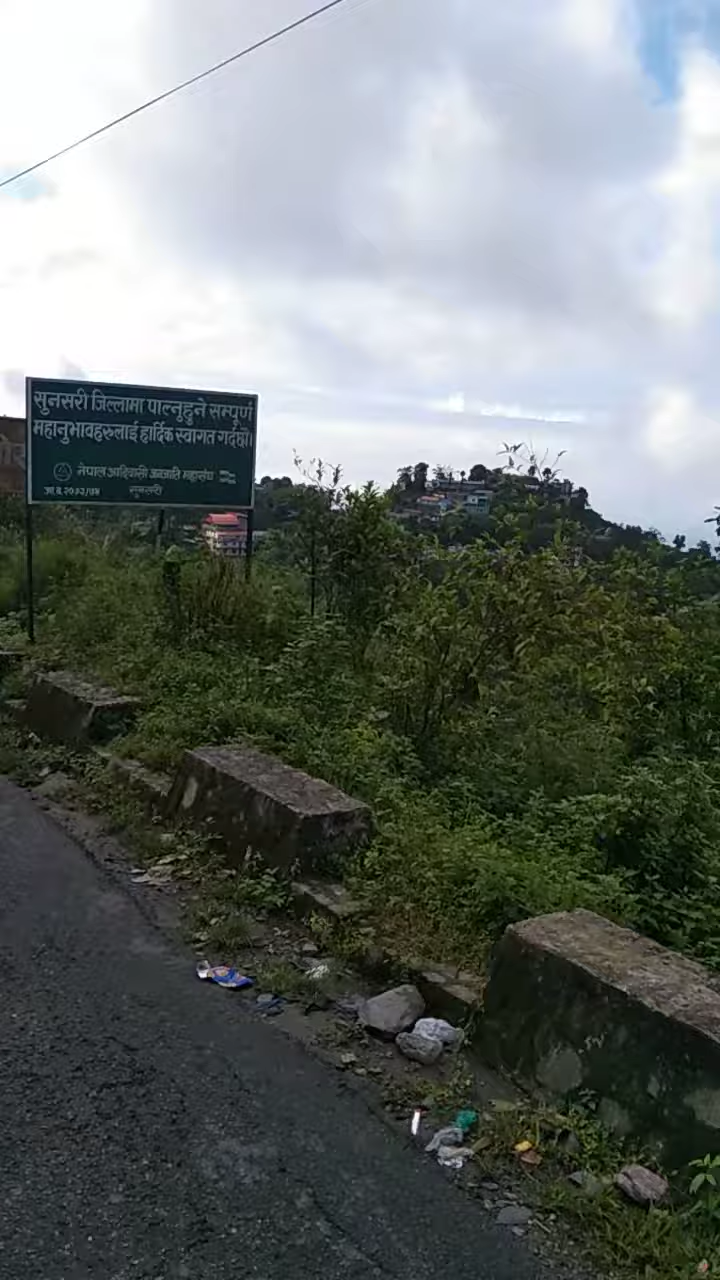 सुनसरी जिल्लामा पाल्नुहुने सम्पूर्ण
महानुभावहरुलाई हार्दिक स्वागत गर्दछौं।
नेपाल आदिवासी जनजाति महासंघ
सुनसरी